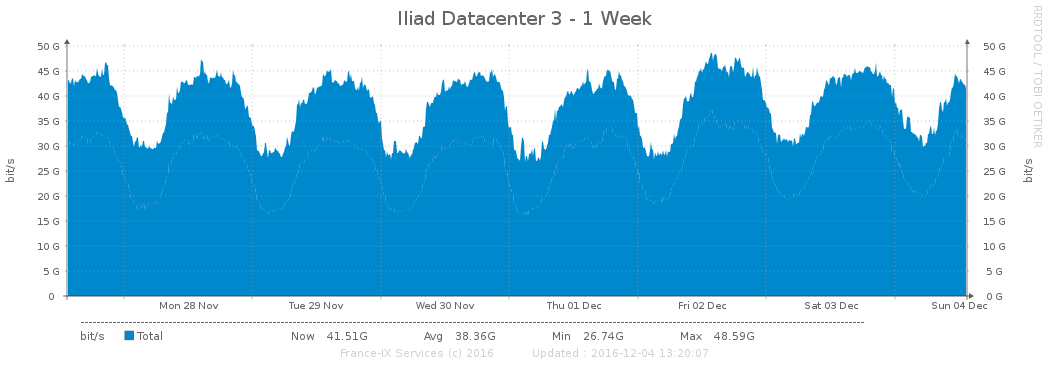 Iliad Datacenter 3 - 1 Week
RRDTOOL / TOBI OETIKER
50 G 50 G
45 G 45 G
40 G 40 G
35 G 35 G
30 G 30 G
25 G 25 G
20 G 20 G
15 G 15 G
10 G 10 G
5 G 5 G
0 0 G
bit/s bit/s
Mon 28 Nov Tue 29 Nov Wed 30 Nov Thu 01 Dec Fri 02 Dec Sat 03 Dec Sun 04 Dec
bit/s Total Now 41.51G Avg 38.36G Min 26.74G Max 48.59G
France-IX Services (c) 2016 Updated : 2016-12-04 13:20:07